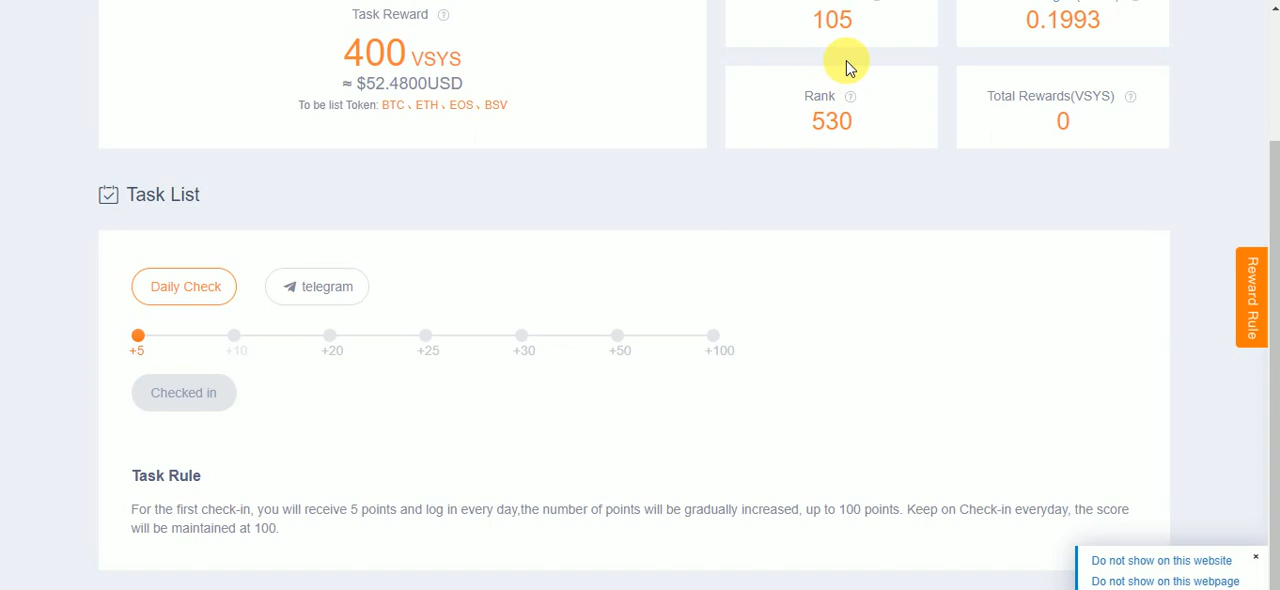 Task Reward
105
0.1993
400 VSYS
≈ $52.4800USD
To be list Token: BTC、ETH、EOS、BSV
Rank
530
Total Rewards(VSYS)
0
Task List
Daily Check
telegram
+5 +10 +20 +25 +30 +50 +100
Checked in
Reward Rule
Task Rule
For the first check-in, you will receive 5 points and log in every day,the number of points will be gradually increased, up to 100 points. Keep on Check-in everyday, the score
will be maintained at 100.
Do not show on this website
Do not show on this webpage